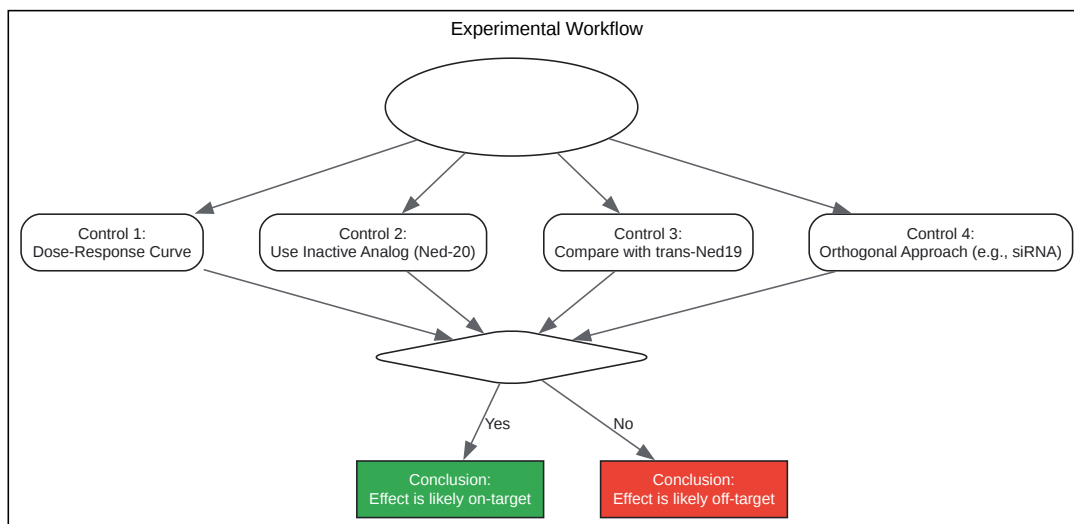 Experimental Workflow
Control 1:
Dose-Response Curve
Control 2:
Use Inactive Analog (Ned-20)
Control 3:
Compare with trans-Ned19
Control 4:
Orthogonal Approach (e.g., siRNA)
Yes
No
Conclusion:
Effect is likely on-target
Conclusion:
Effect is likely off-target